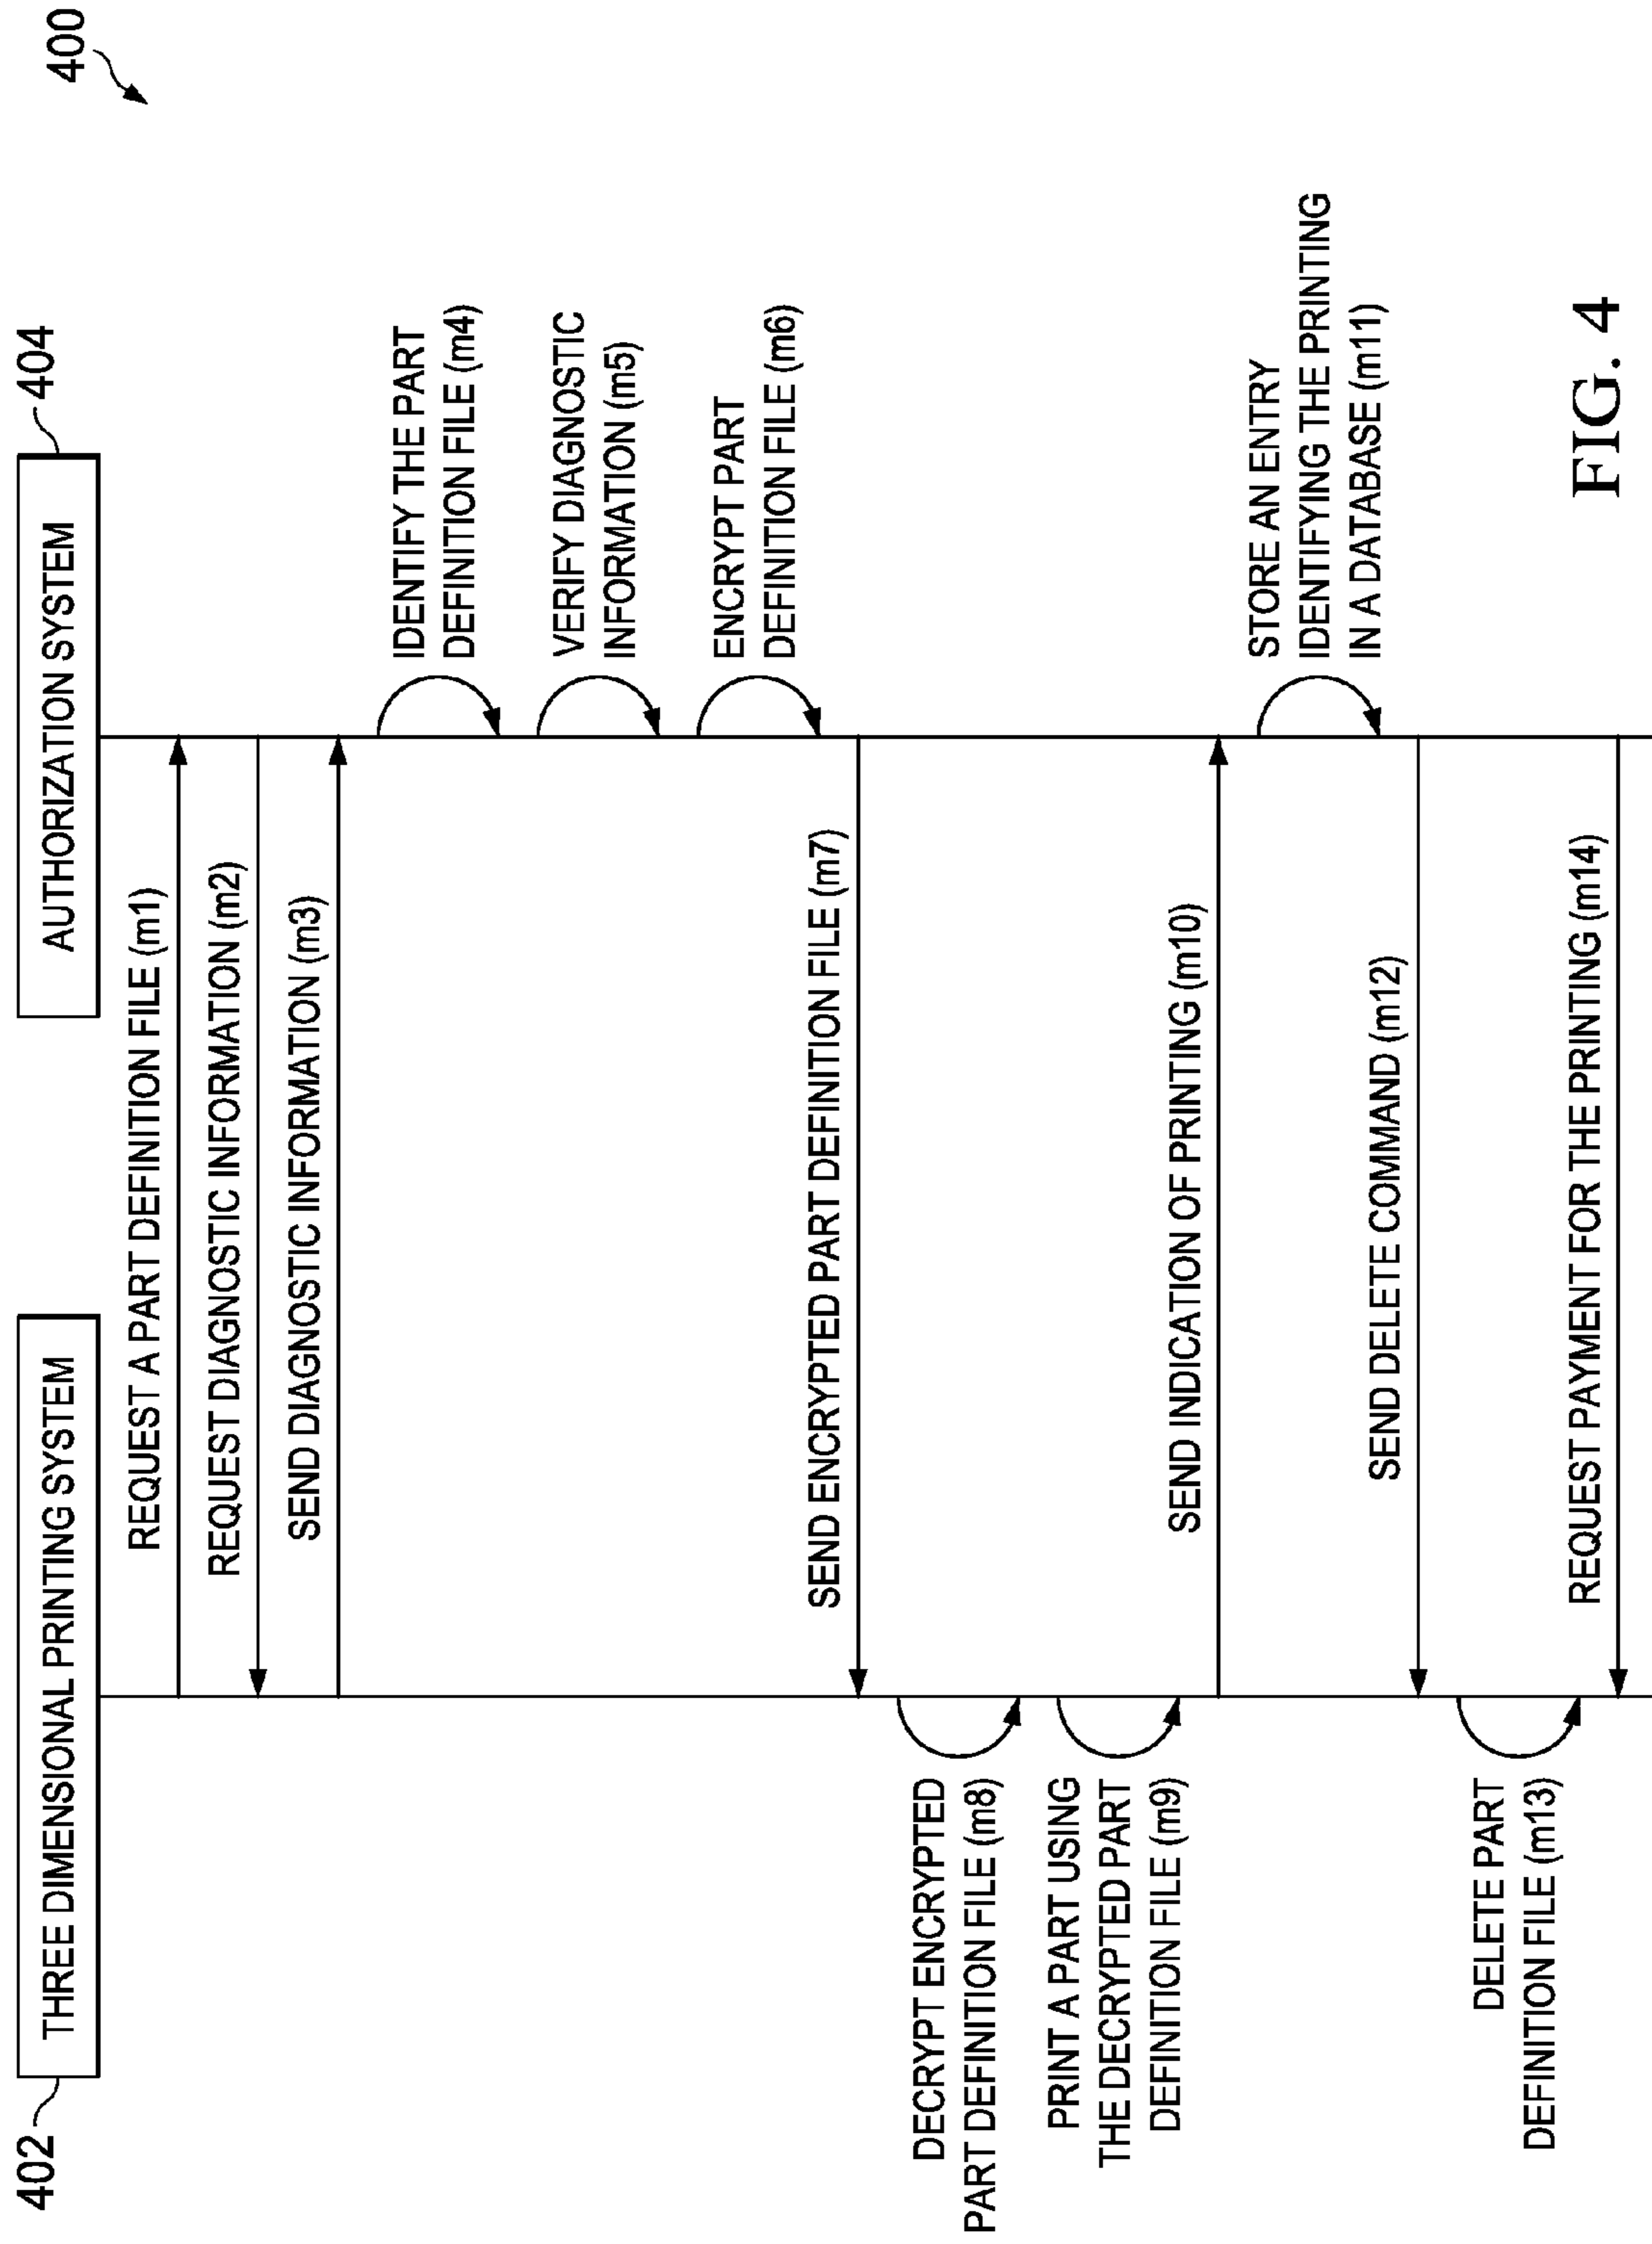 400
402
THREE DIMENSIONAL PRINTING SYSTEM
AUTHORIZATION SYSTEM
404
REQUEST A PART DEFINITION FILE (m1)
REQUEST DIAGNOSTIC INFORMATION (m2)
SEND DIAGNOSTIC INFORMATION (m3)
IDENTIFY THE PART
DEFINITION FILE (m4)
VERIFY DIAGNOSTIC
INFORMATION (m5)
ENCRYPT PART
DEFINITION FILE (m6)
SEND ENCRYPTED PART DEFINITION FILE (m7)
DECRYPT ENCRYPTED
PART DEFINITION FILE (m8)
PRINT A PART USING
THE DECRYPTED PART
DEFINITION FILE (m9)
SEND INDICATION OF PRINTING (m10)
STORE AN ENTRY
IDENTIFYING THE PRINTING
IN A DATABASE (m11)
SEND DELETE COMMAND (m12)
DELETE PART
DEFINITION FILE (m13)
REQUEST PAYMENT FOR THE PRINTING (m14)
FIG. 4